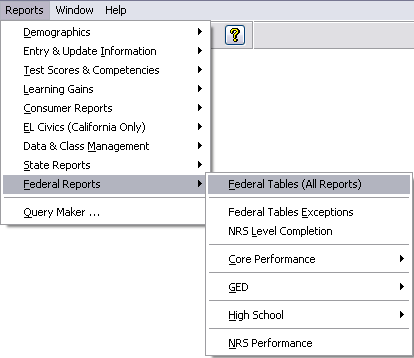 Reports Window Help
Demographics
Entry & Update Information
Test Scores & Competencies
Learning Gains
Consumer Reports
EL Civics (California Only)
Data & Class Management
State Reports
Federal Reports
Query Maker ...
Federal Tables (All Reports)
Federal Tables Exceptions
NRS Level Completion
Core Performance
GED
High School
NRS Performance